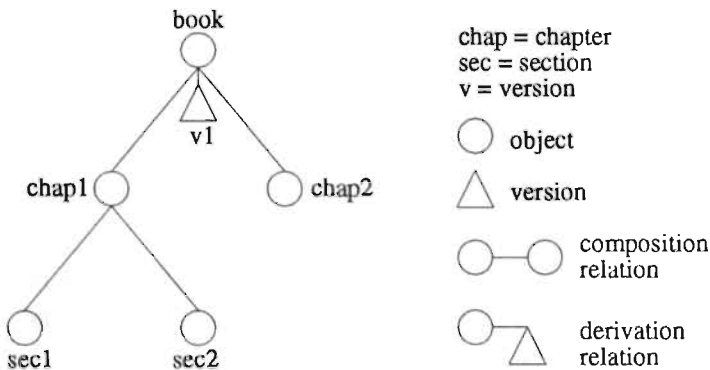 book
v1
chap1
chap2
sec1
sec2
chap = chapter
sec = section
v = version
object
version
composition
relation
derivation
relation